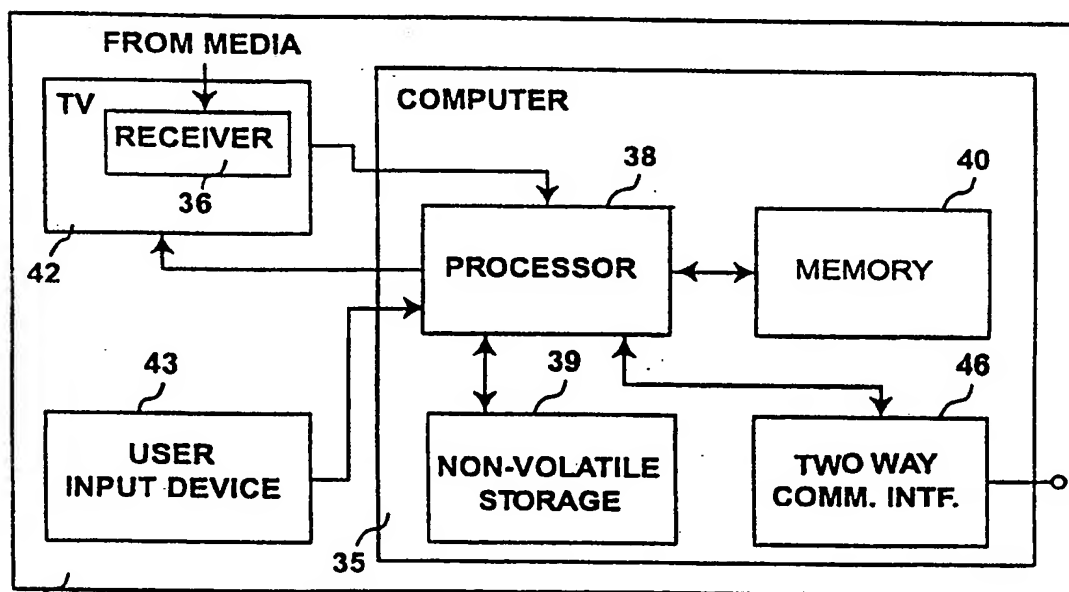 FROM MEDIA
TV
RECEIVER
36
42
COMPUTER
38
PROCESSOR
40
MEMORY
43
USER
INPUT DEVICE
39
NON-VOLATILE
STORAGE
46
TWO WAY
COMM. INTF.
35